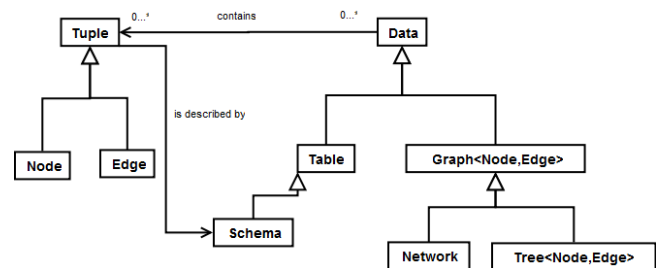 0...*
contains
0...*
Tuple
Data
is described by
Node
Edge
Table
Graph<Node,Edge>
Schema
Network
Tree<Node,Edge>